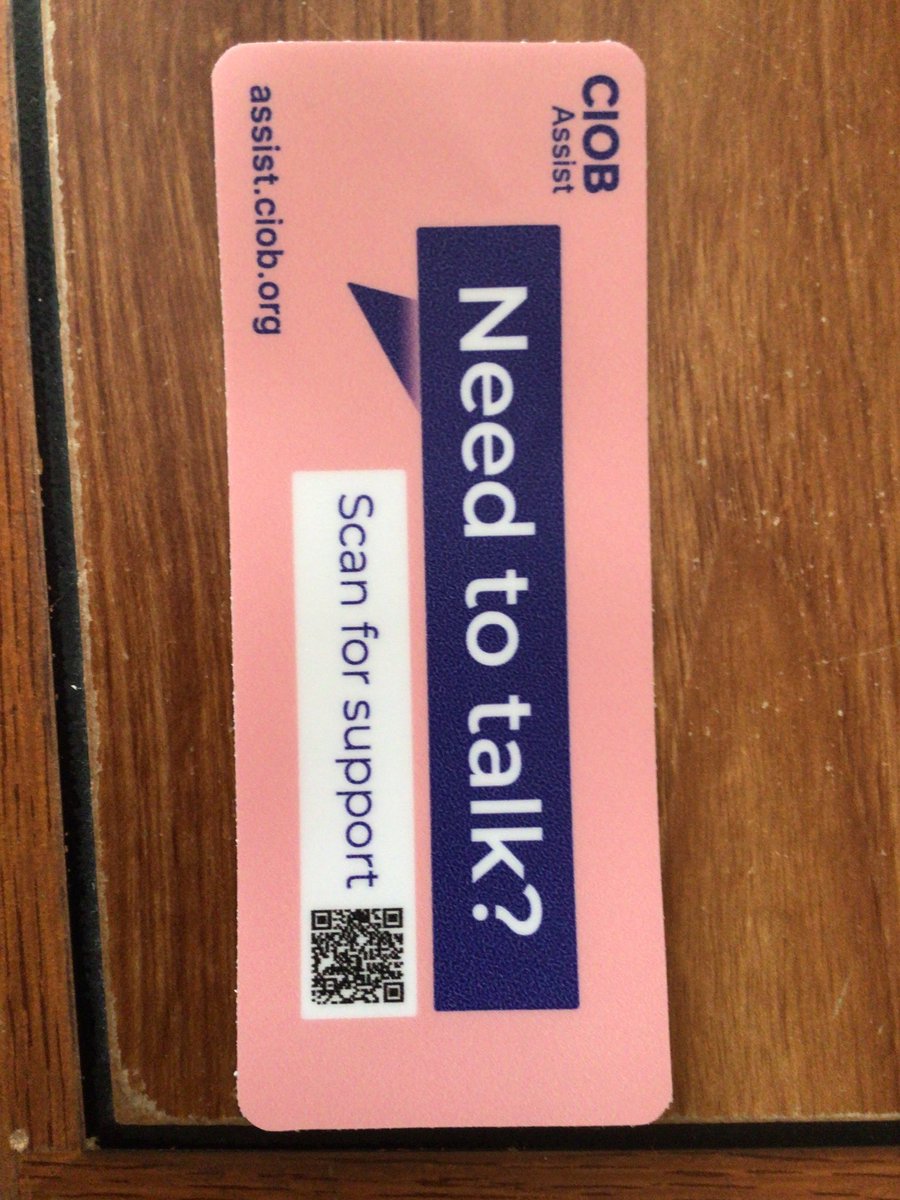 CIOB
Assist
Need to talk?
Scan for support
assist.ciob.org